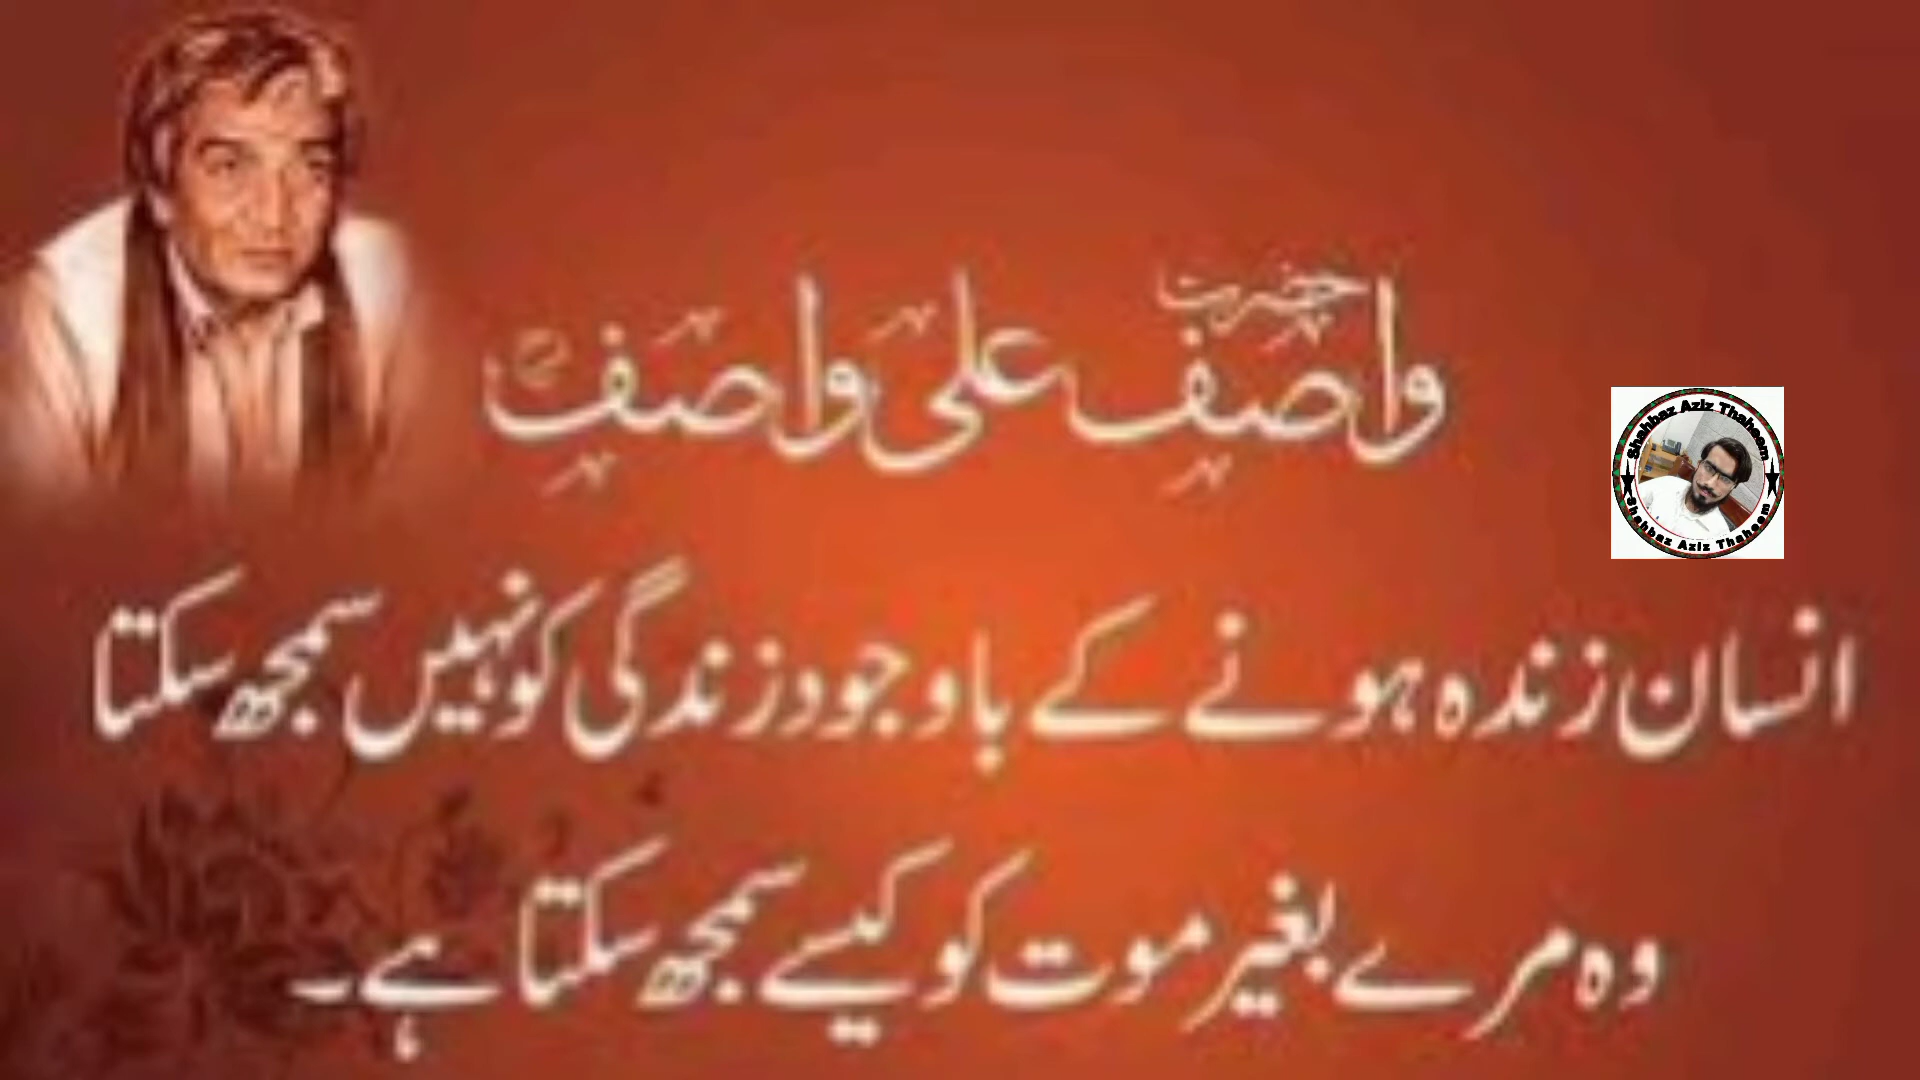 حضرت
واصف علی واصفؒ
Shahbaz Aziz Thaheem
Shahbaz Aziz Thaheem
انسان زندہ ہونے کے باوجود زندگی کو نہیں سمجھ سکتا
وہ مرے بغیر موت کو کیسے سمجھ سکتا ہے۔